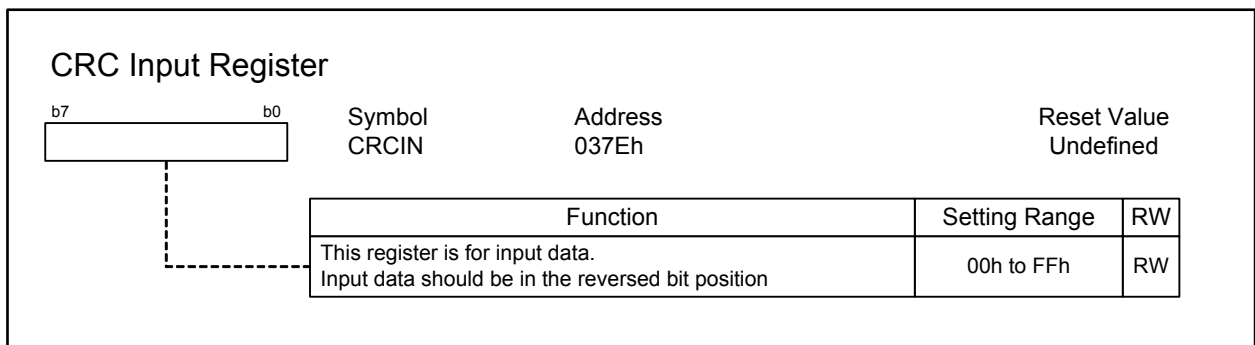 CRC Input Register
b7 b0
Symbol Address Reset Value
CRCIN 037Eh Undefined
Function Setting Range RW
This register is for input data.
Input data should be in the reversed bit position
00h to FFh RW